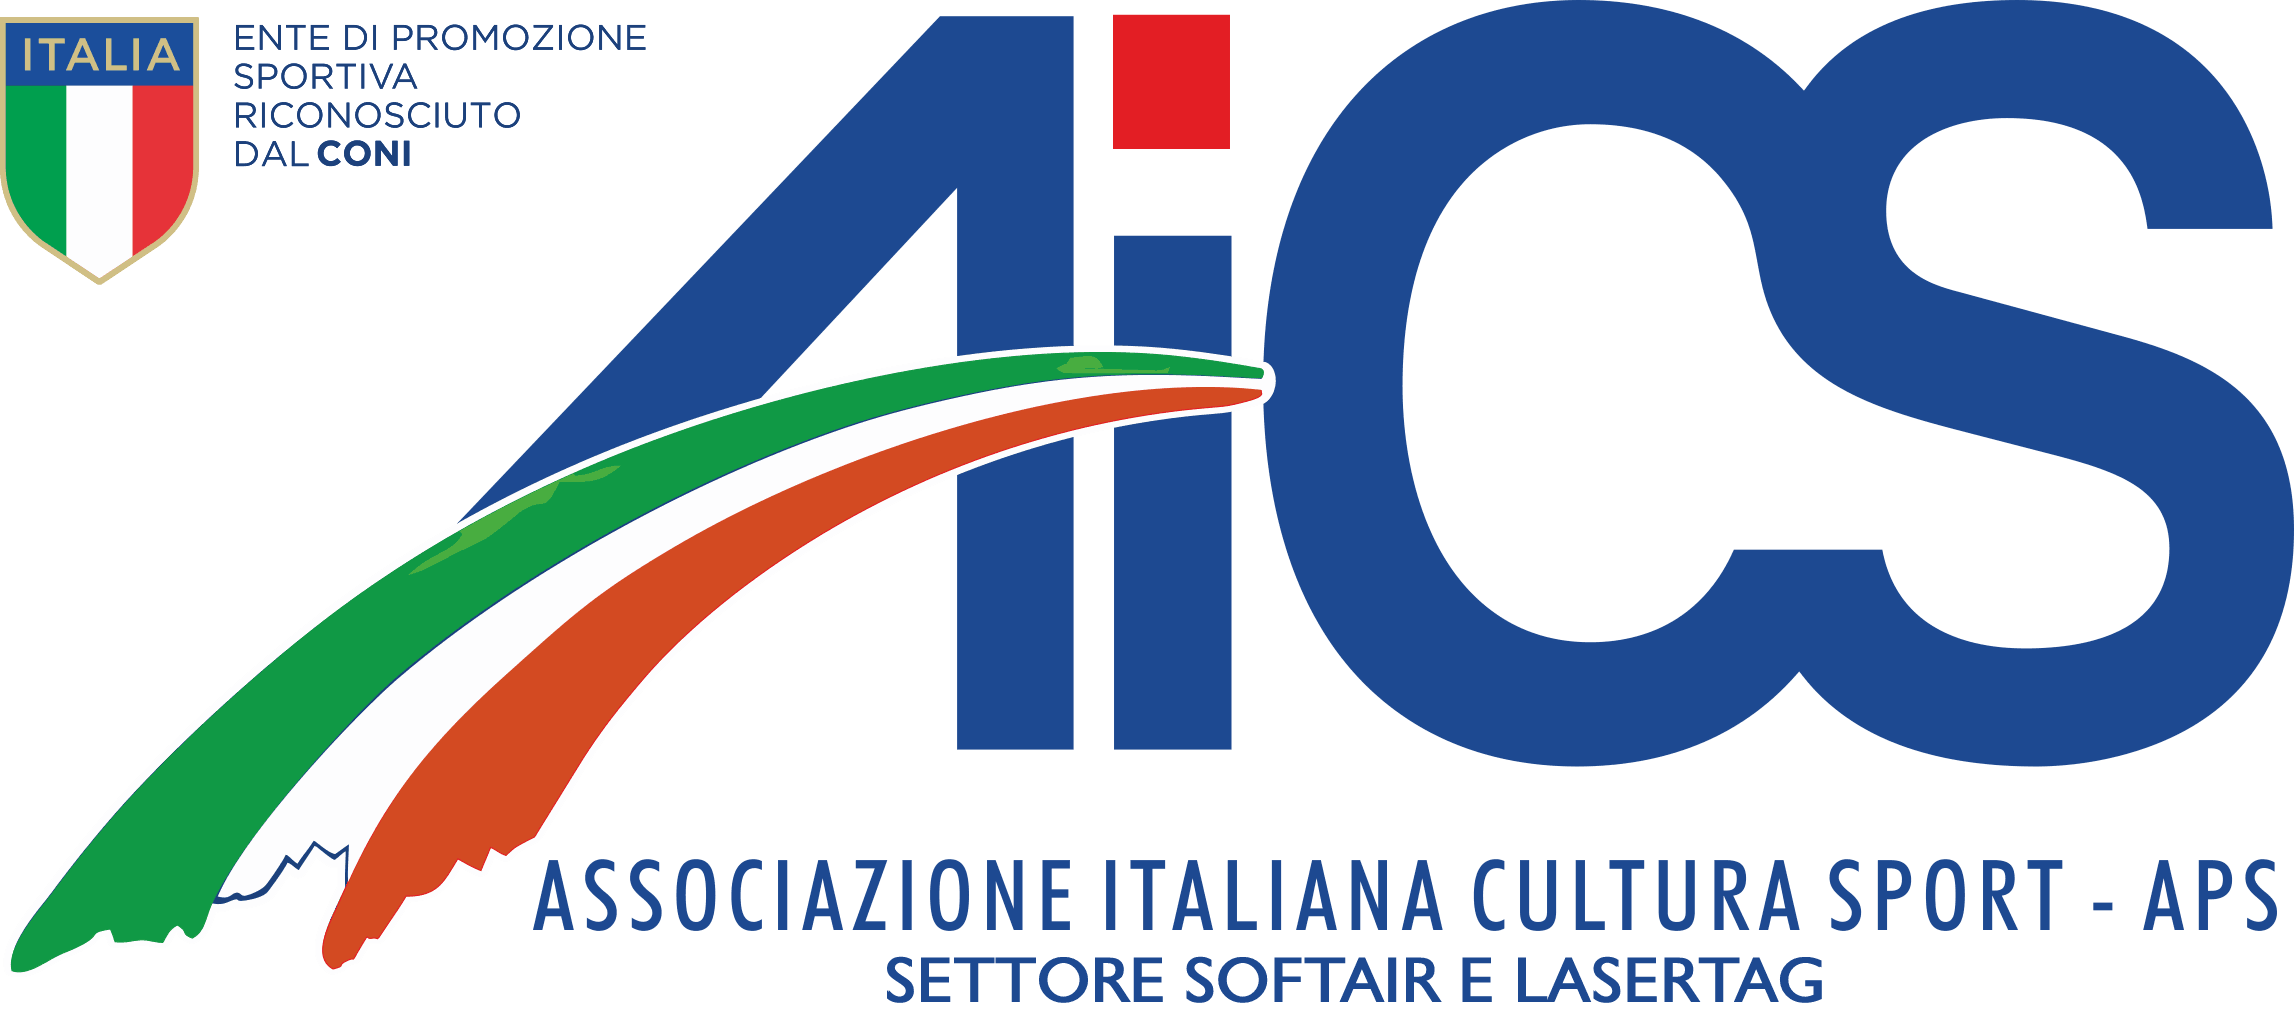 ITALIA
ENTE DI PROMOZIONE
SPORTIVA
RICONOSCIUTO
DAL CONI
AiCS
ASSOCIAZIONE ITALIANA CULTURA SPORT - APS
SETTORE SOFTAIR E LASERTAG